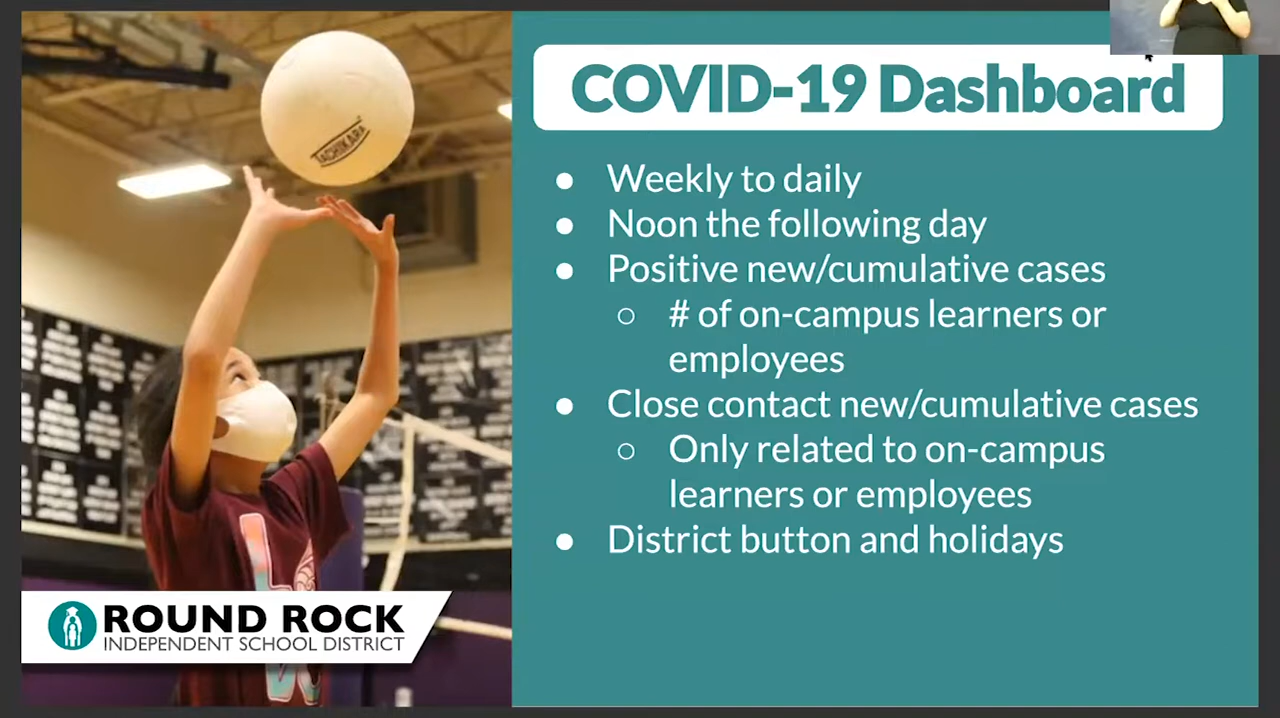 COVID-19 Dashboard
● Weekly to daily
● Noon the following day
● Positive new/cumulative cases
○ # of on-campus learners or
employees
● Close contact new/cumulative cases
○ Only related to on-campus
learners or employees
● District button and holidays
TACHIKARA
ROUND ROCK
INDEPENDENT SCHOOL DISTRICT